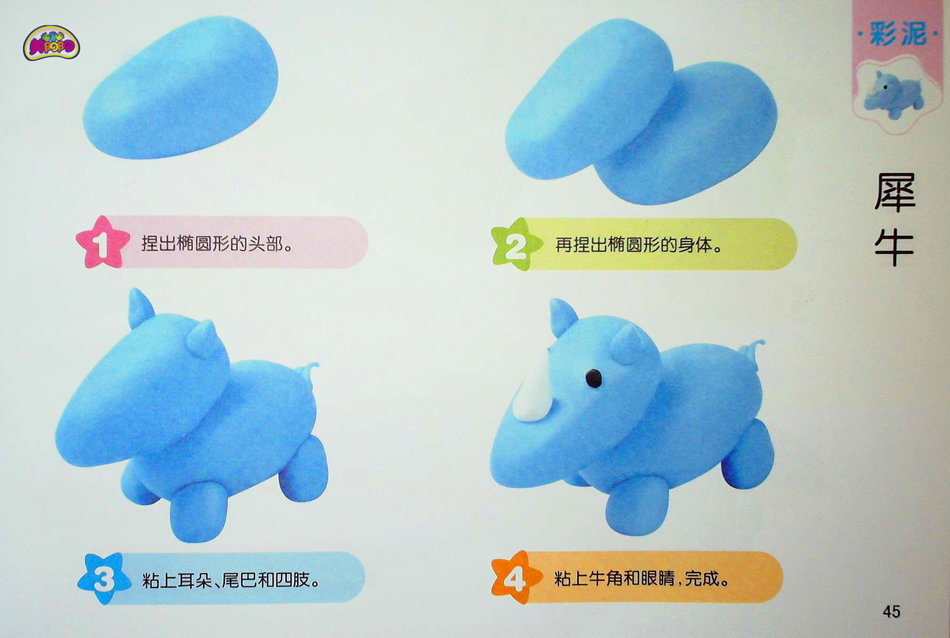 MPOPO
·彩泥·
犀牛
1 捏出椭圆形的头部。
2 再捏出椭圆形的身体。
3 粘上耳朵、尾巴和四肢。
4 粘上牛角和眼睛,完成。
45